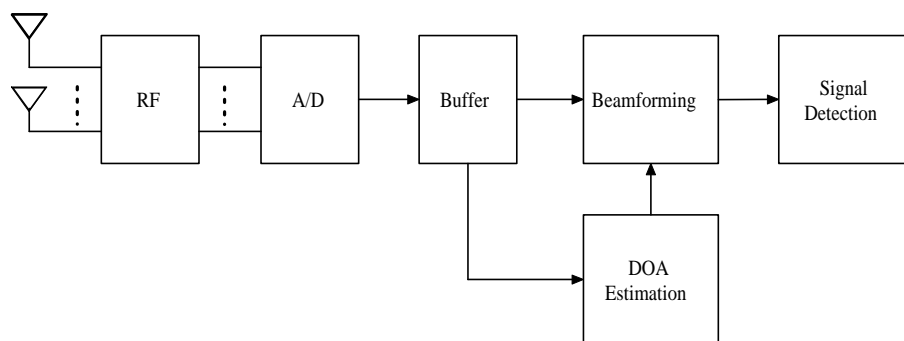 RF
A/D
Buffer
Beamforming
Signal
Detection
DOA
Estimation